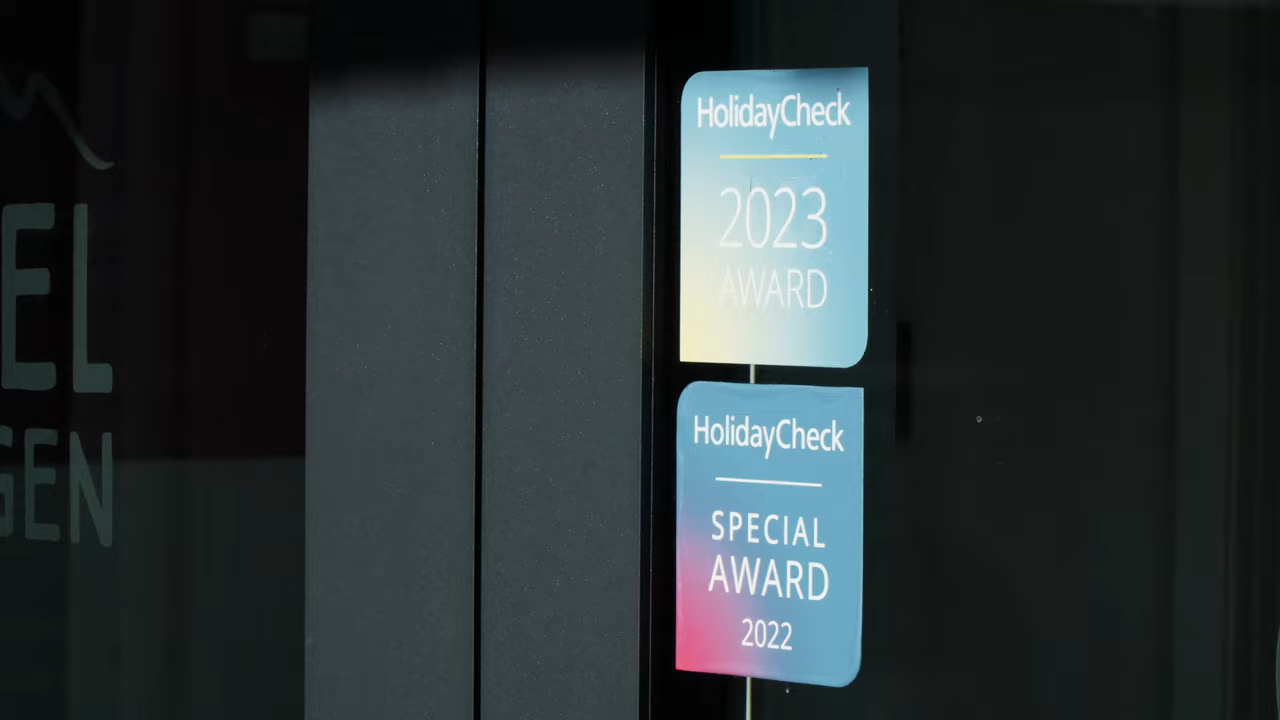 EL
GEN
HolidayCheck
2023
AWARD
HolidayCheck
SPECIAL
AWARD
2022